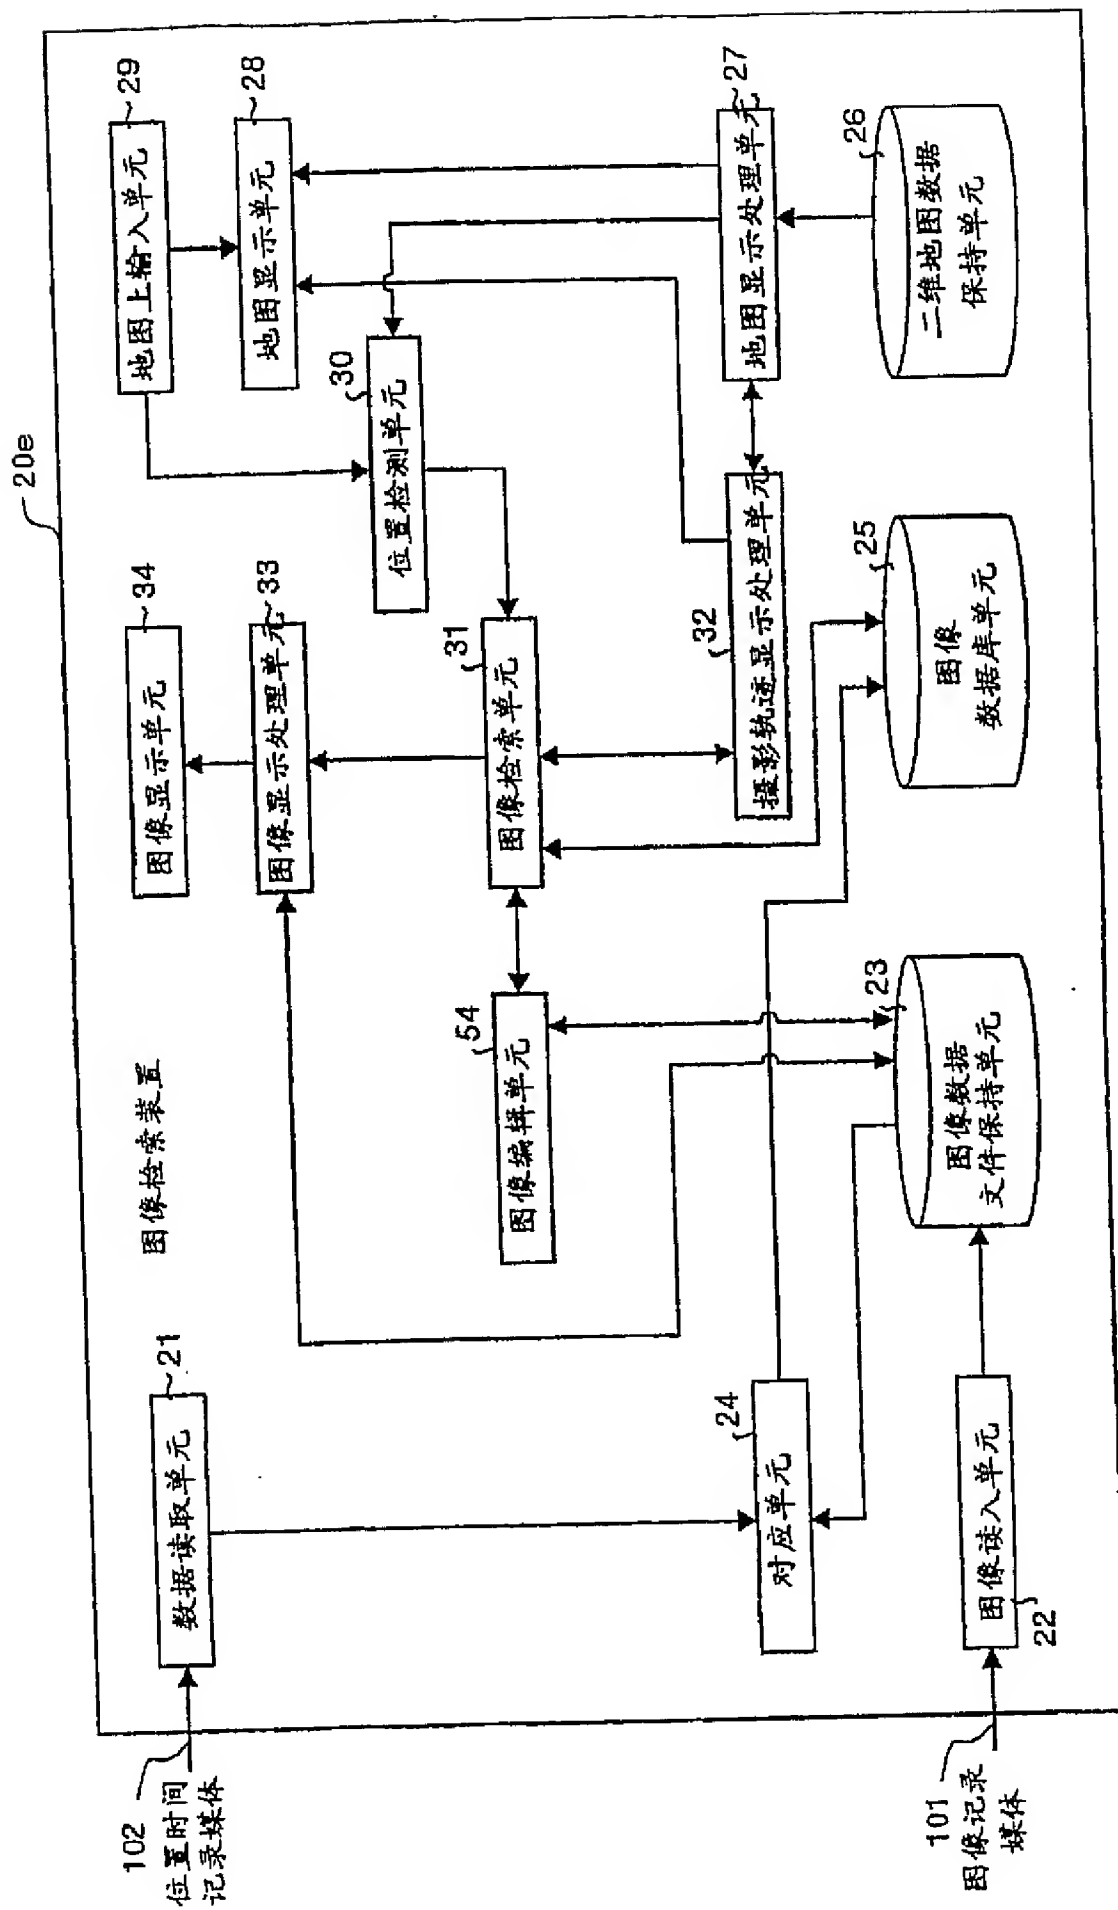 20e
图像检索装置
102
位置时间
记录媒体
21
数据读取单元
34
图像显示单元
29
地图上输入单元
33
图像显示处理单元
28
地图显示单元
30
位置检测单元
54
图像编辑单元
31
图像检索单元
24
对应单元
32
摄影轨迹显示处理单元
27
地图显示处理单元
101
图像记录
媒体
图像读入单元
22
23
图像数据
文件保持单元
25
图像
数据库单元
26
二维地图数据
保持单元